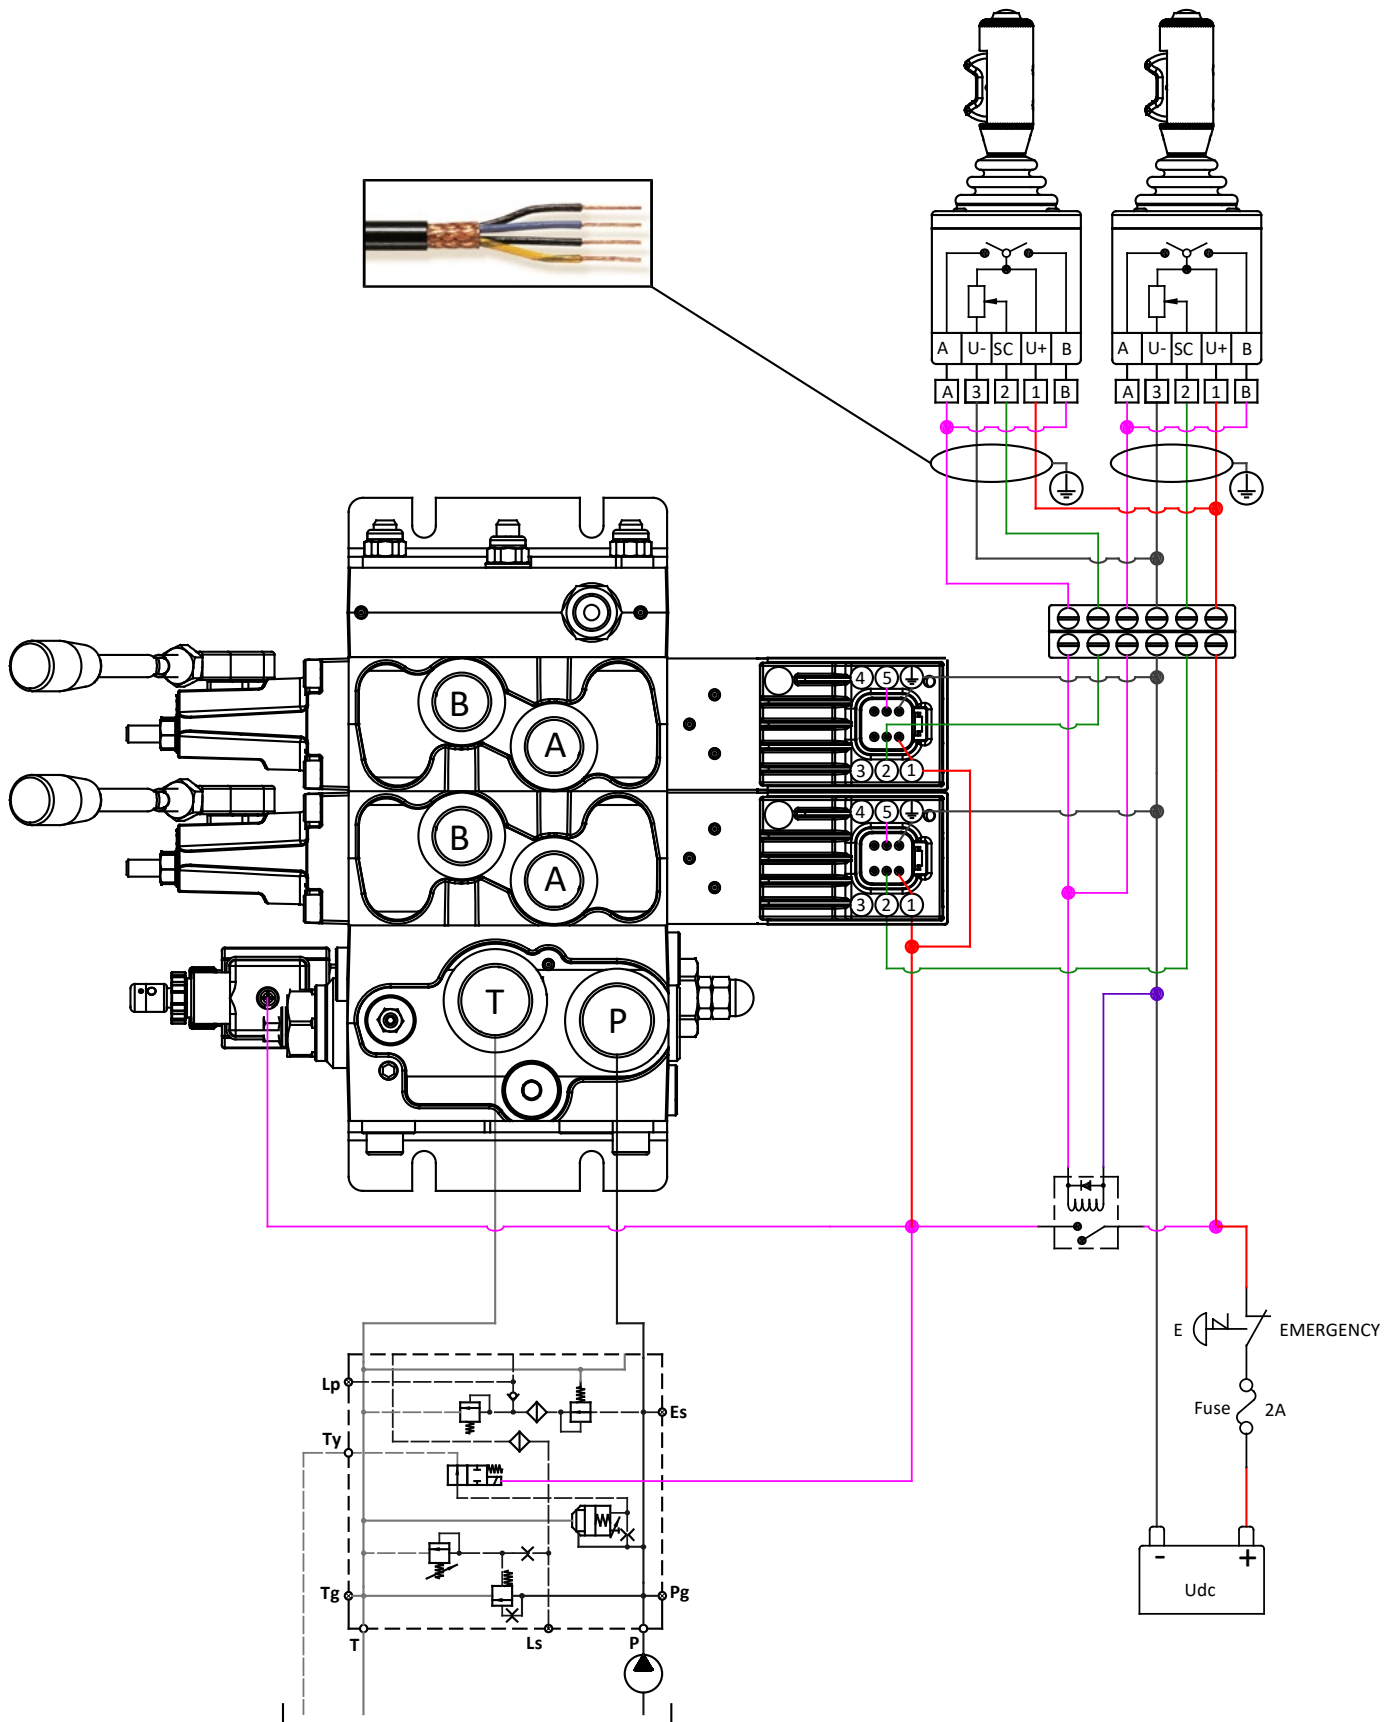 A U- SC U+ B A U- SC U+ B
A 3 2 1 B A 3 2 1 B
4 5
B
A
3 2 1
4 5
B
A
3 2 1
T P
E EMERGENCY
Lp
Es
Fuse 2A
Ty
- +
Udc
Tg Pg
T Ls P